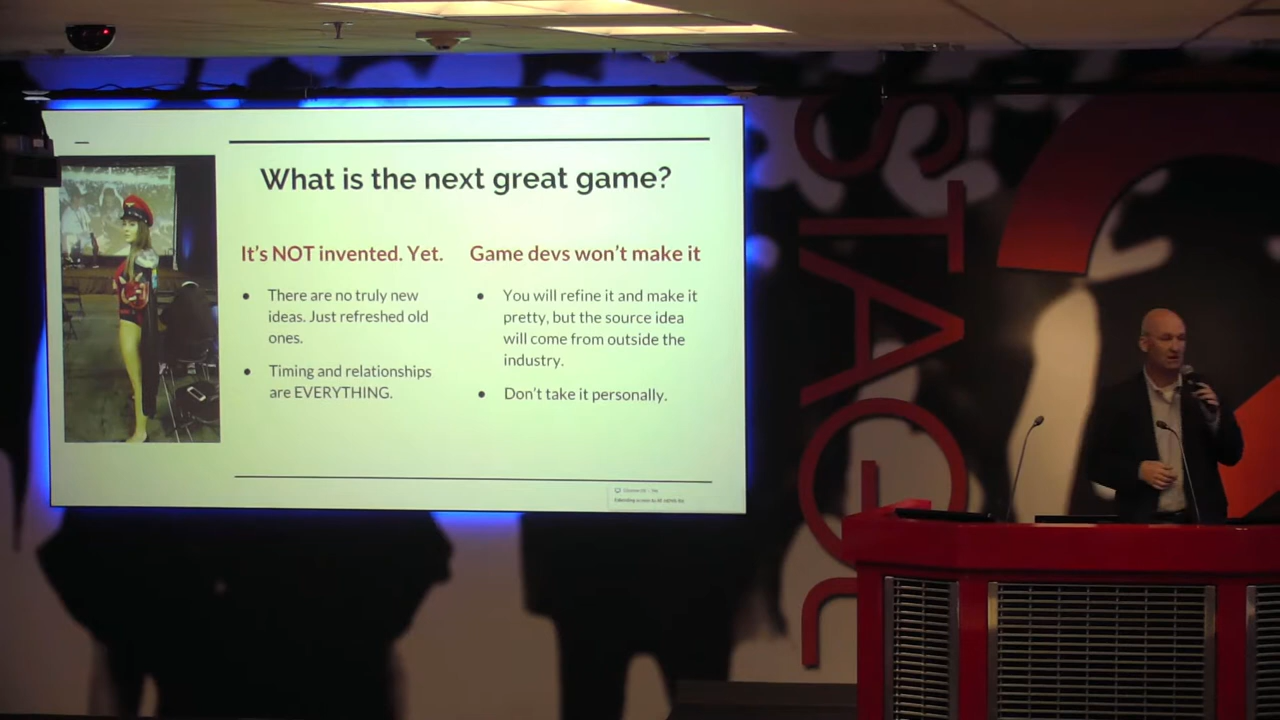 What is the next great game?
It's NOT invented. Yet.
● There are no truly new
ideas. Just refreshed old
ones.
● Timing and relationships
are EVERYTHING.
Game devs won't make it
● You will refine it and make it
pretty, but the source idea
will come from outside the
industry.
● Don't take it personally.
STAGE